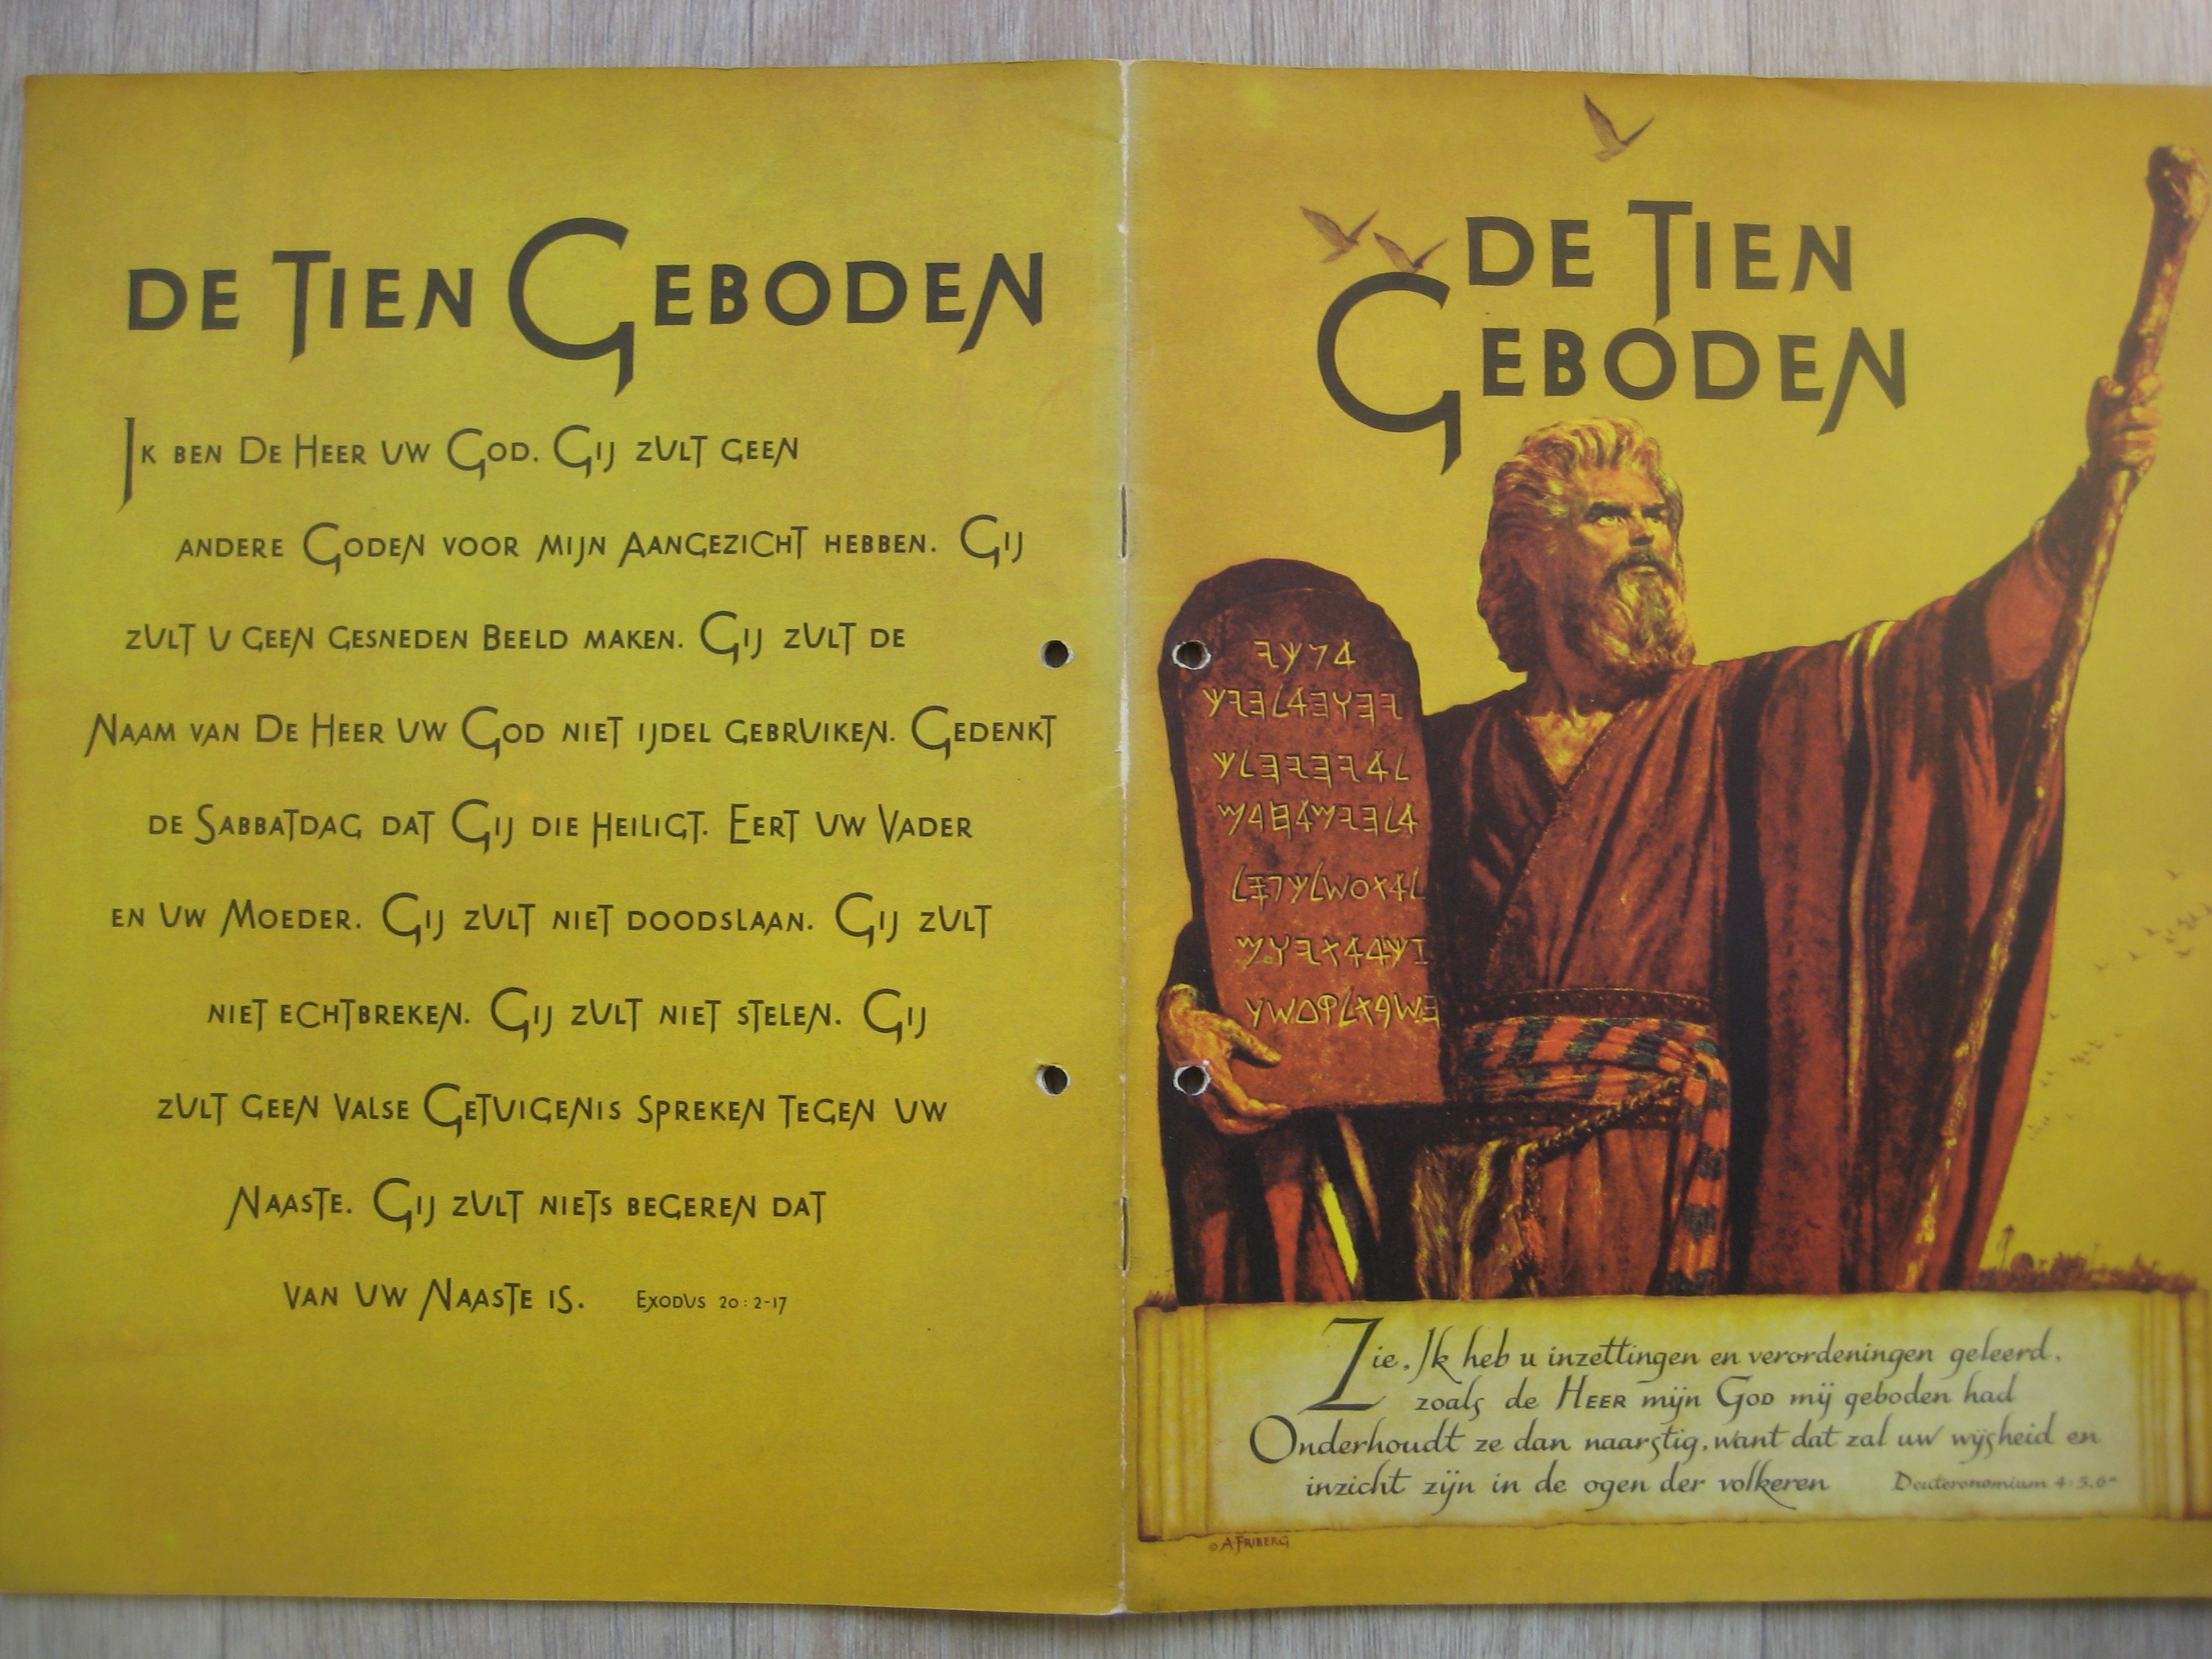 DE TIEN GEBODEN
IK BEN DE HEER UW GOD. GIJ ZULT GEEN
ANDERE GODEN VOOR MIJN AANGEZICHT HEBBEN. GIJ
ZULT U GEEN GESNEDEN BEELD MAKEN. GIJ ZULT DE
NAAM VAN DE HEER UW GOD NIET IJDEL GEBRUIKEN. GEDENKT
DE SABBATDAG DAT GIJ DIE HEILIGT. EERT UW VADER
EN UW MOEDER. GIJ ZULT NIET DOODSLAAN. GIJ ZULT
NIET ECHTBREKEN. GIJ ZULT NIET STELEN. GIJ
ZULT GEEN VALSE GETUIGENIS SPREKEN TEGEN UW
NAASTE. GIJ ZULT NIETS BEGEREN DAT
VAN UW NAASTE IS. EXODUS 20:2-17
DE TIEN
GEBODEN
Zie, Ik heb u inzettingen en verordeningen geleerd,
zoals de HEER mijn GOD mij geboden had
Onderhoudt ze dan naarstig, want dat zal uw wijsheid en
inzicht zijn in de ogen der volkeren Deuteronomium 4:5,6ª
© A FRIBERG